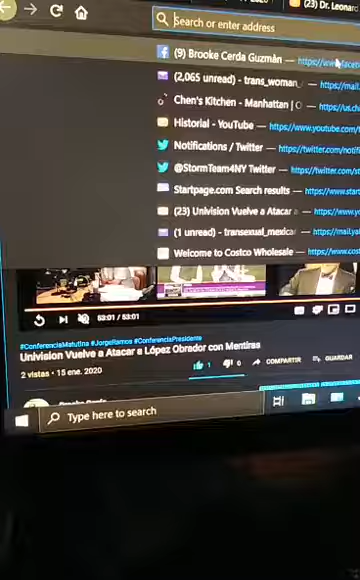 (23) Dr. Leonar
Search or enter address
(9) Brooke Cerda Guzmán — https://www.faceb
(2,065 unread) - trans_woman_ — https://mail.
Chen's Kitchen - Manhattan | — https://us.ch
Historial - YouTube — https://www.youtube.com/
Notifications / Twitter — https://twitter.com/notifi
@StormTeam4NY Twitter — https://twitter.com/st
Startpage.com Search results — https://www.start
(23) Univision Vuelve a Atacar a — https://www.yo
(1 unread) - transexual_mexica — https://mail.ya
Welcome to Costco Wholesale — https://www.cost
53:01 / 53:01
#ConferenciaMatutina #JorgeRamos #ConferenciaPresidente
Univision Vuelve a Atacar a López Obrador con Mentiras
2 vistas • 15 ene. 2020
1 0 COMPARTIR GUARDAR
Type here to search